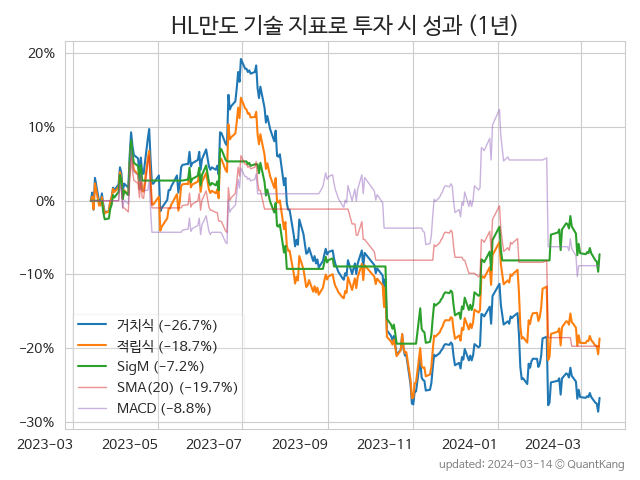 HL만도 기술 지표로 투자 시 성과 (1년)
20%
10%
0%
−10%
−20%
−30%
거치식 (−26.7%)
적립식 (−18.7%)
SigM (−7.2%)
SMA(20) (−19.7%)
MACD (−8.8%)
2023-03
2023-05
2023-07
2023-09
2023-11
2024-01
2024-03
updated: 2024-03-14 © QuantKang